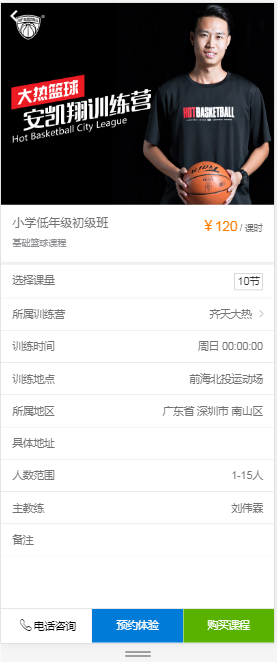 HOT BASKETBALL
大热篮球
安凯翔训练营
Hot Basketball City League
HOTBASKETBALL
小学低年级初级班
¥120 / 课时
基础篮球课程
选择课量 10节
所属训练营 齐天大热
训练时间 周日 00:00:00
训练地点 前海北投运动场
所属地区 广东省 深圳市 南山区
具体地址
人数范围 1-15人
主教练 刘伟霖
备注
电话咨询 预约体验 购买课程